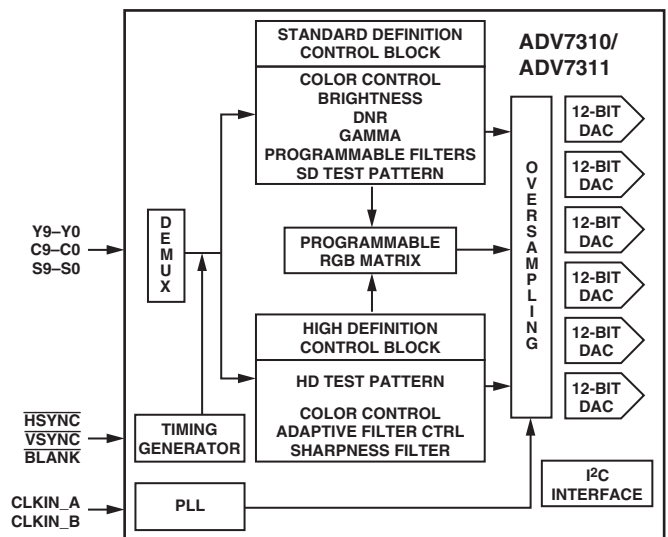 STANDARD DEFINITION
CONTROL BLOCK
COLOR CONTROL
BRIGHTNESS
DNR
GAMMA
PROGRAMMABLE FILTERS
SD TEST PATTERN
ADV7310/
ADV7311
12-BIT
DAC
12-BIT
DAC
12-BIT
DAC
12-BIT
DAC
12-BIT
DAC
12-BIT
DAC
OVERSAMPLING
Y9–Y0
C9–C0
S9–S0
DEMUX
PROGRAMMABLE
RGB MATRIX
HIGH DEFINITION
CONTROL BLOCK
HD TEST PATTERN
COLOR CONTROL
ADAPTIVE FILTER CTRL
SHARPNESS FILTER
HSYNC
VSYNC
BLANK
TIMING
GENERATOR
CLKIN_A
CLKIN_B
PLL
I²C
INTERFACE